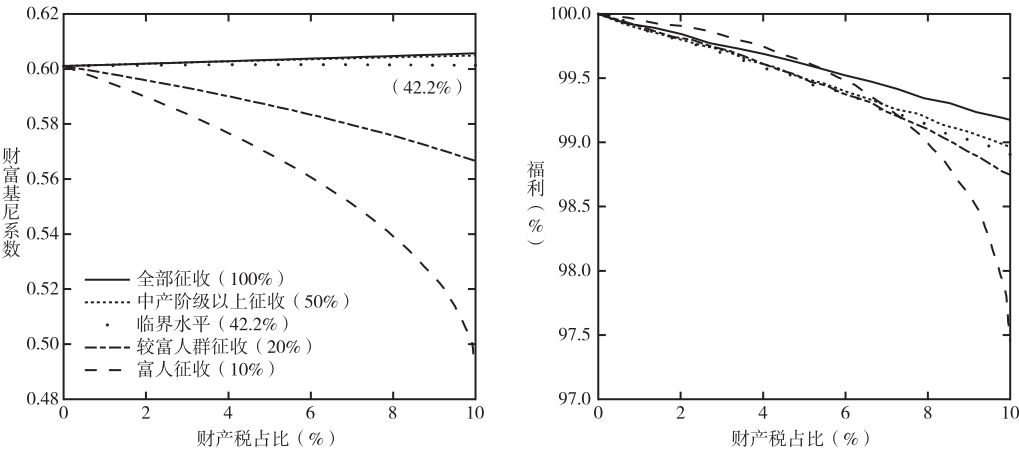 0.62
0.60
0.58
0.56
0.54
0.52
0.50
0.48
财富基尼系数
(42.2%)
全部征收(100%)
中产阶级以上征收(50%)
临界水平(42.2%)
较富人群征收(20%)
富人征收(10%)
0 2 4 6 8 10
财产税占比(%)
100.0
99.5
99.0
98.5
98.0
97.5
97.0
福利(%)
0 2 4 6 8 10
财产税占比(%)